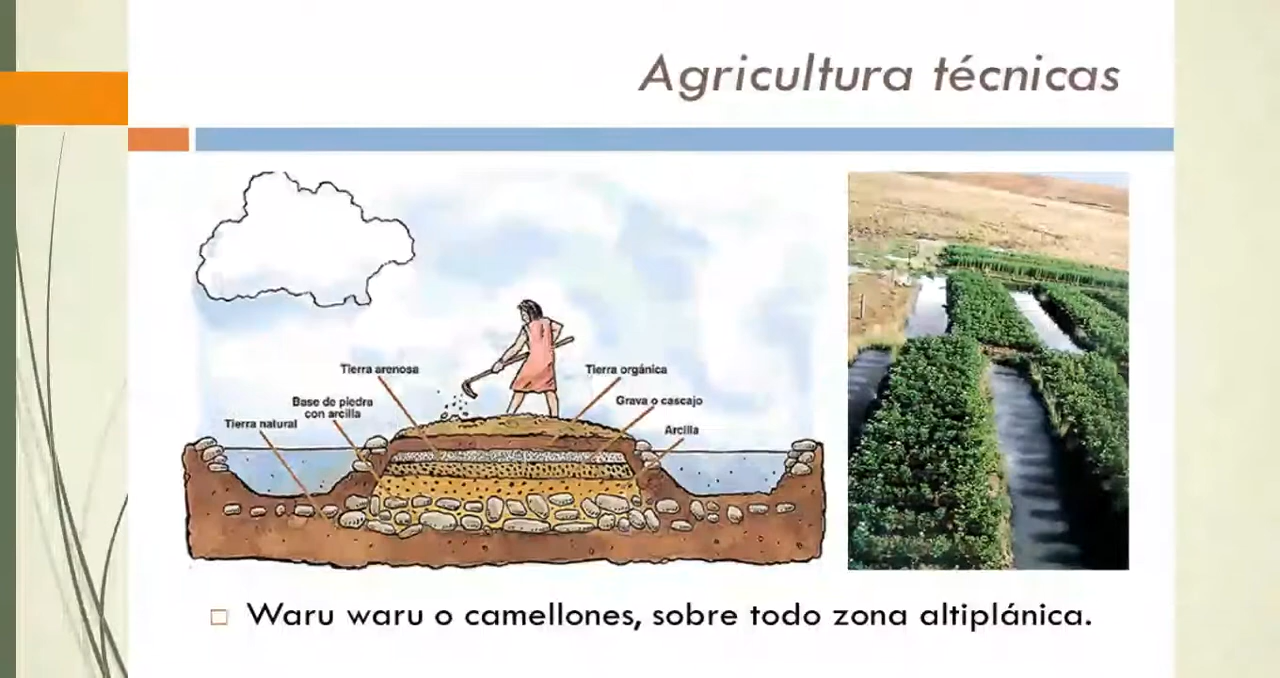 Agricultura técnicas
Tierra arenosa
Tierra orgánica
Base de piedra
con arcilla
Grava o cascajo
Tierra natural
Arcilla
Waru waru o camellones, sobre todo zona altiplánica.